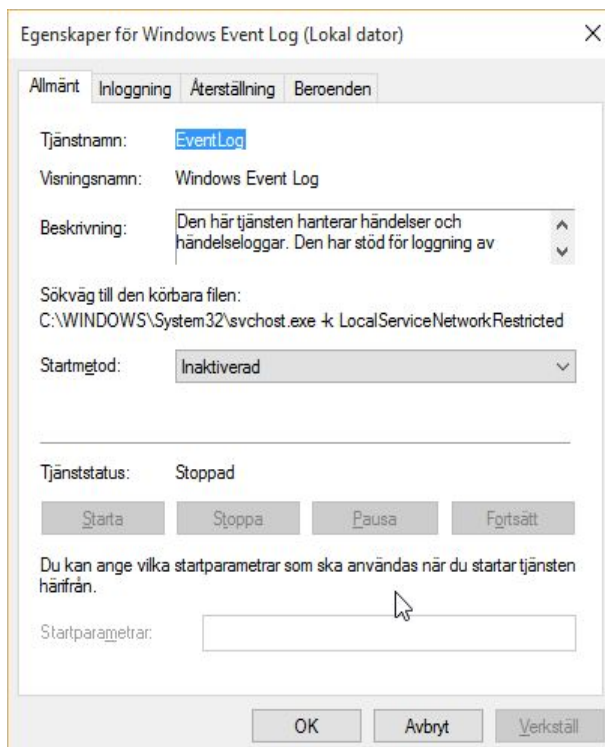 Egenskaper för Windows Event Log (Lokal dator)
Allmänt Inloggning Återställning Beroenden
Tjänstnamn: EventLog
Visningsnamn: Windows Event Log
Beskrivning: Den här tjänsten hanterar händelser och
händelseloggar. Den har stöd för loggning av
Sökväg till den körbara filen:
C:\WINDOWS\System32\svchost.exe -k LocalServiceNetworkRestricted
Startmetod: Inaktiverad
Tjänststatus: Stoppad
Starta Stoppa Pausa Fortsätt
Du kan ange vilka startparametrar som ska användas när du startar tjänsten
härifrån.
Startparametrar:
OK Avbryt Verkställ